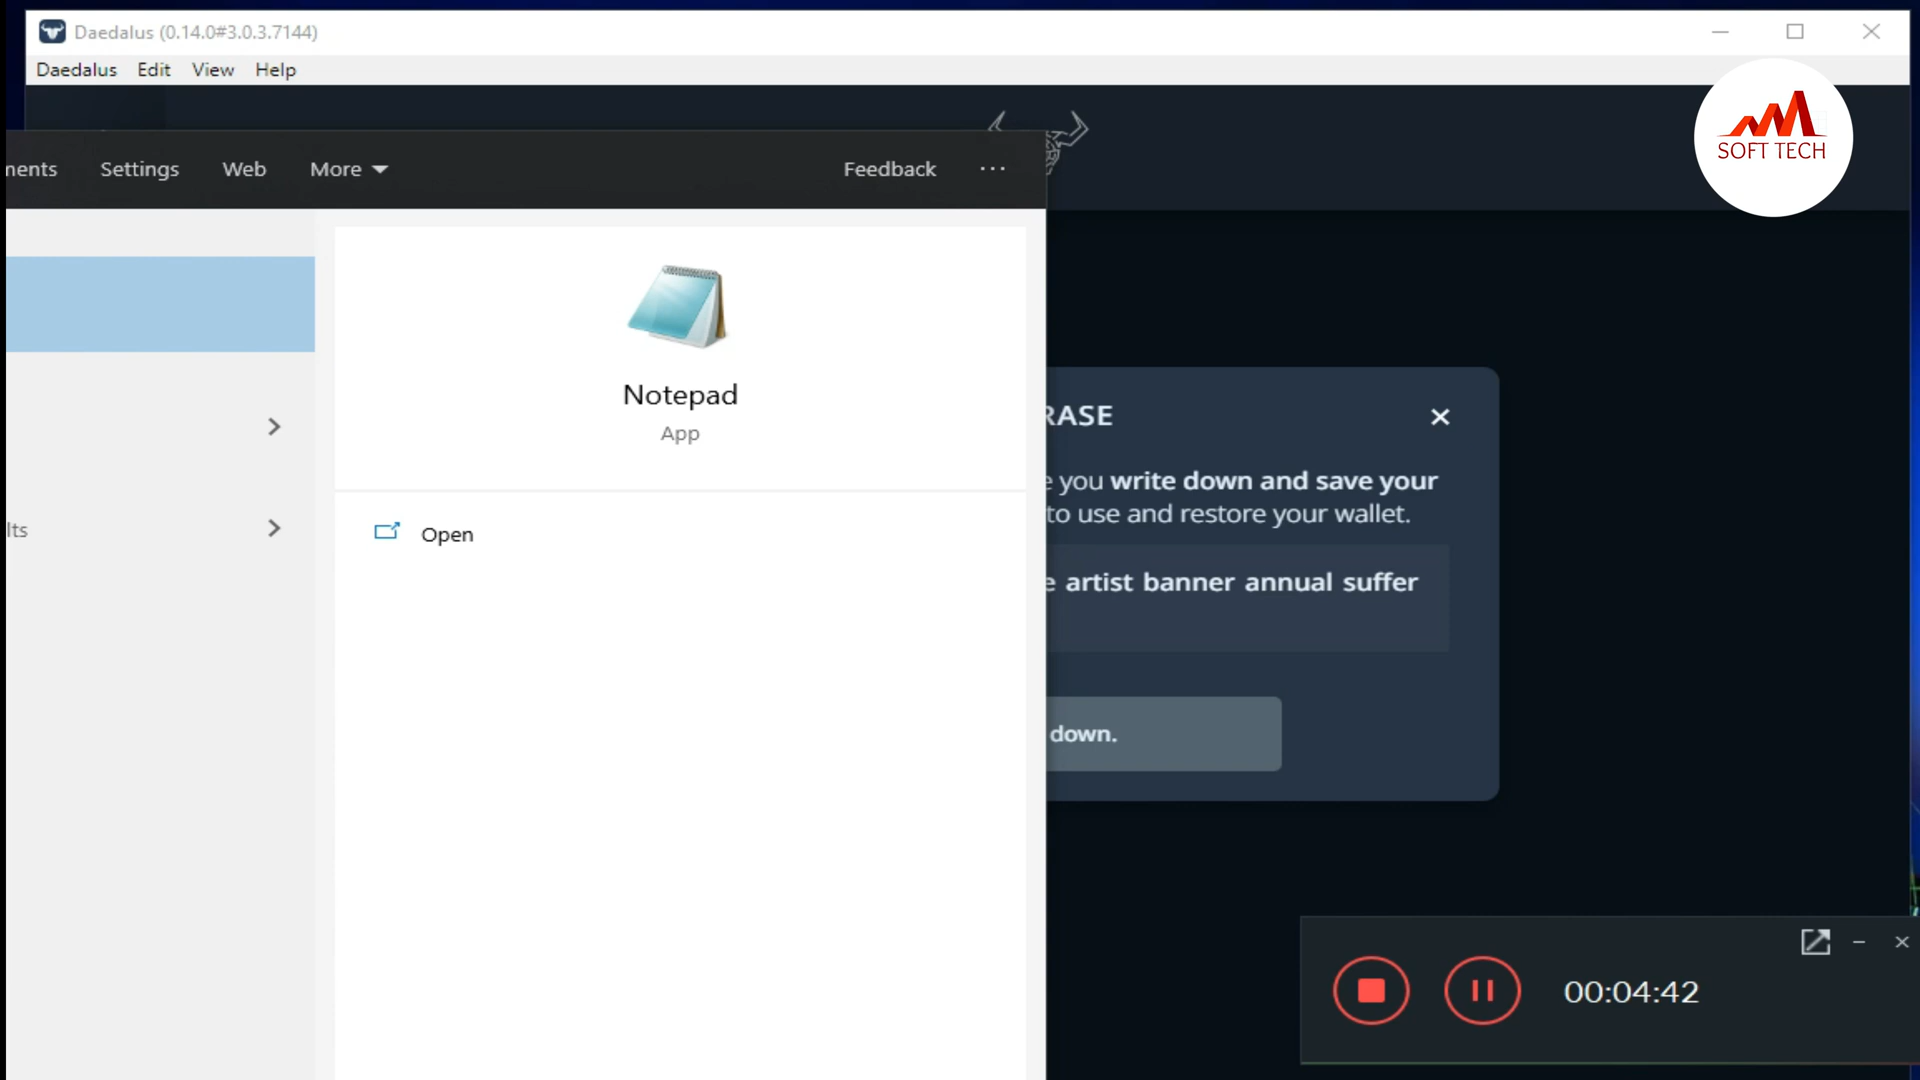 Daedalus (0.14.0#3.0.3.7144)
Daedalus Edit View Help
SOFT TECH
nents Settings Web More Feedback ...
Notepad
App
RASE
e you write down and save your
to use and restore your wallet.
Open
lts
e artist banner annual suffer
down.
00:04:42